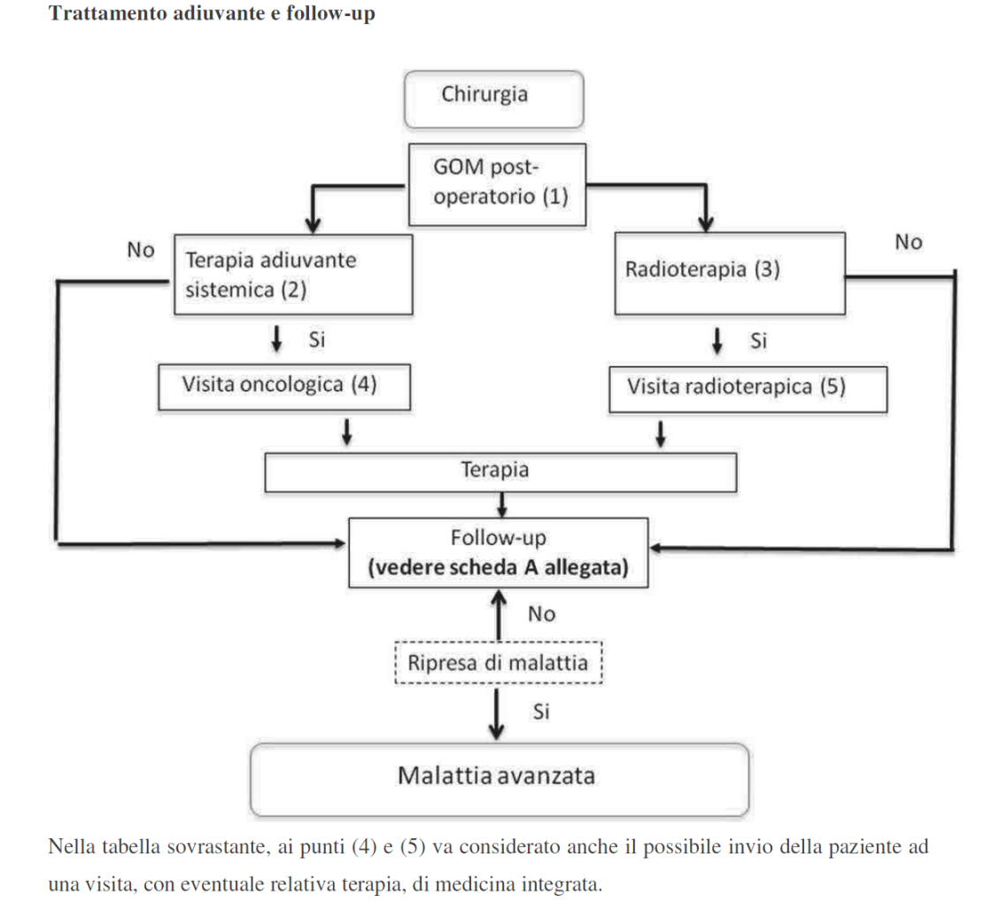 Trattamento adiuvante e follow-up
Chirurgia
GOM post-
operatorio (1)
No
Terapia adiuvante
sistemica (2)
Radioterapia (3)
No
Si
Si
Visita oncologica (4)
Visita radioterapica (5)
Terapia
Follow-up
(vedere scheda A allegata)
No
Ripresa di malattia
Si
Malattia avanzata
Nella tabella sovrastante, ai punti (4) e (5) va considerato anche il possibile invio della paziente ad
una visita, con eventuale relativa terapia, di medicina integrata.